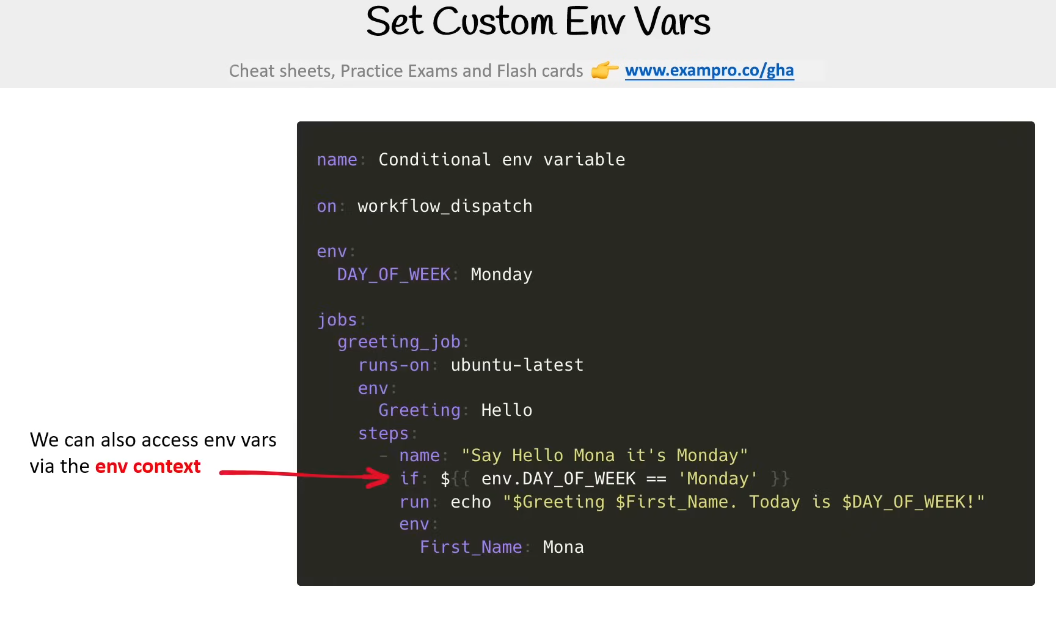 Set Custom Env Vars
Cheat sheets, Practice Exams and Flash cards 👉 www.exampro.co/gha
name: Conditional env variable
on: workflow_dispatch
env:
  DAY_OF_WEEK: Monday
jobs:
  greeting_job:
    runs-on: ubuntu-latest
    env:
      Greeting: Hello
    steps:
      - name: "Say Hello Mona it's Monday"
        if: ${{ env.DAY_OF_WEEK == 'Monday' }}
        run: echo "$Greeting $First_Name. Today is $DAY_OF_WEEK!"
        env:
          First_Name: Mona
We can also access env vars
via the env context